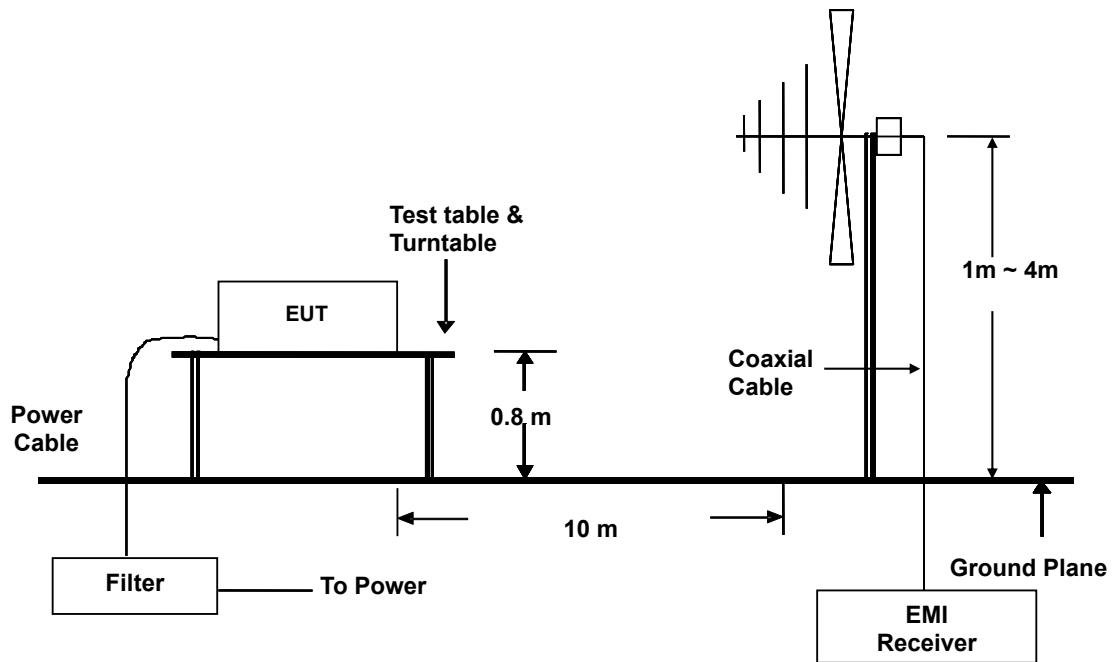 Test table &
Turntable
EUT
1m ~ 4m
Coaxial
Cable
0.8 m
Power
Cable
10 m
Filter
To Power
Ground Plane
EMI
Receiver